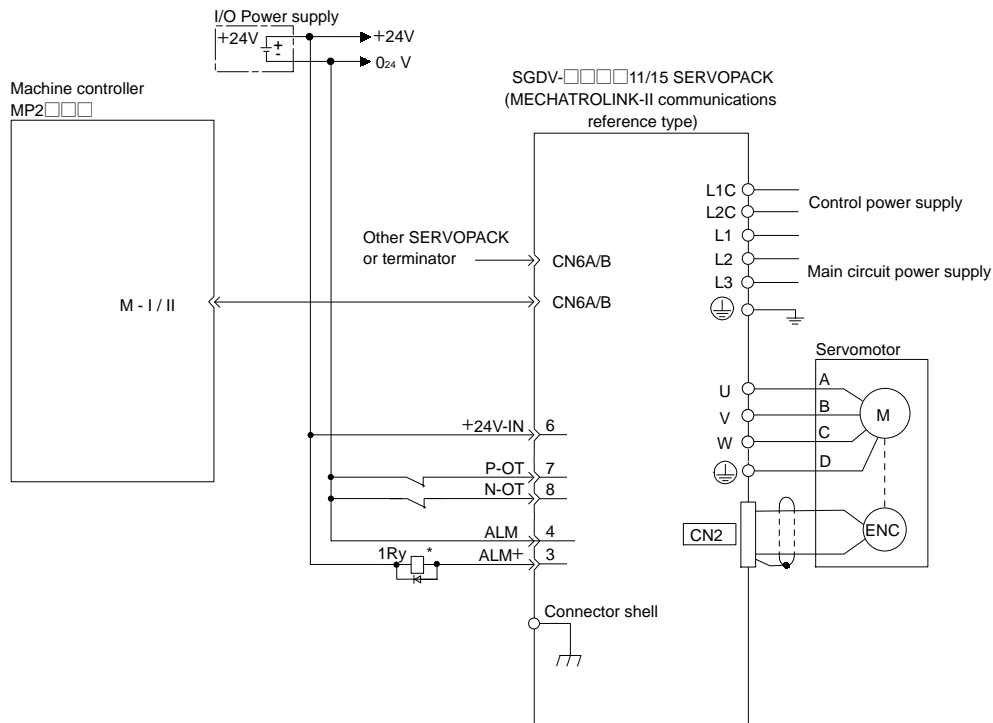 I/O Power supply
+24V
+
-
+24V
024 V
Machine controller
MP2□□□
SGDV-□□□□11/15 SERVOPACK
(MECHATROLINK-II communications
reference type)
L1C
L2C
Control power supply
L1
L2
L3
Main circuit power supply
Other SERVOPACK
or terminator
CN6A/B
M - I / II
CN6A/B
Servomotor
U
A
V
B
M
W
C
D
+24V-IN
6
P-OT
7
N-OT
8
ALM
4
1Ry
*
ALM+
3
CN2
ENC
Connector shell